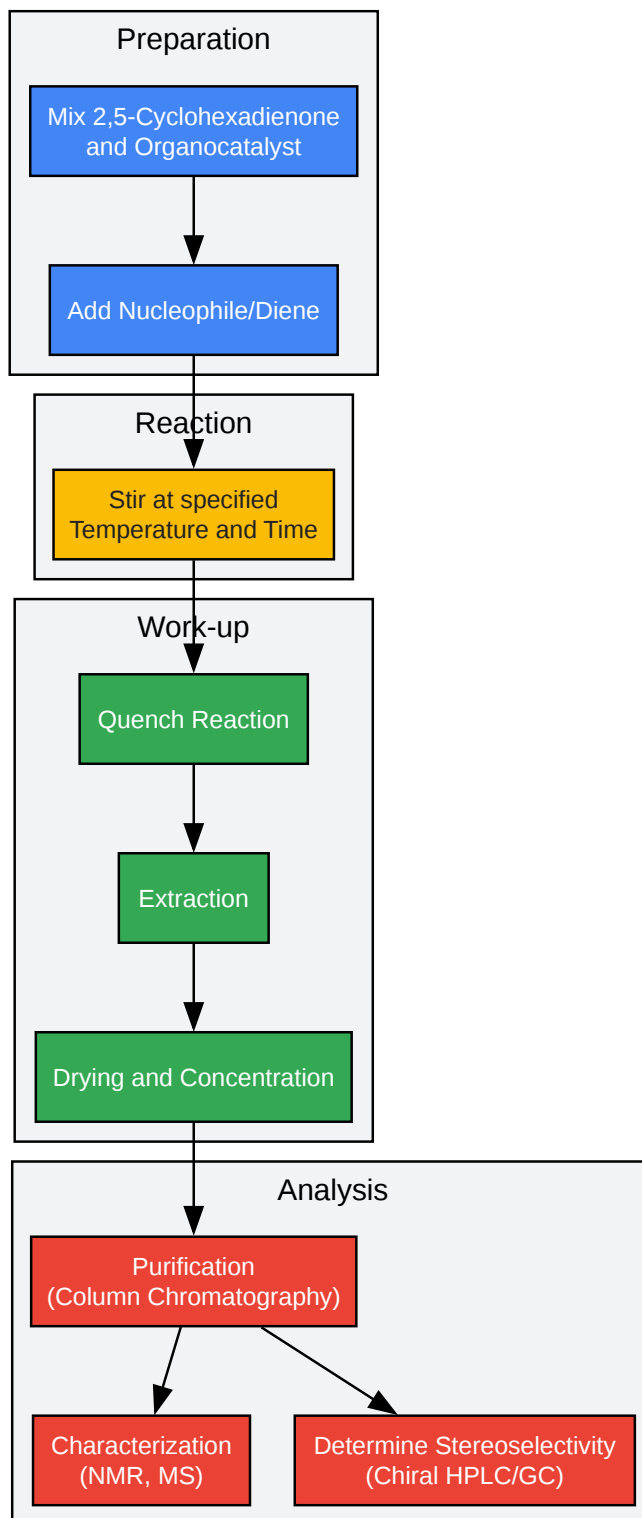 Preparation
Mix 2,5-Cyclohexadienone
and Organocatalyst
Add Nucleophile/Diene
Reaction
Stir at specified
Temperature and Time
Work-up
Quench Reaction
Extraction
Drying and Concentration
Analysis
Purification
(Column Chromatography)
Characterization
(NMR, MS)
Determine Stereoselectivity
(Chiral HPLC/GC)